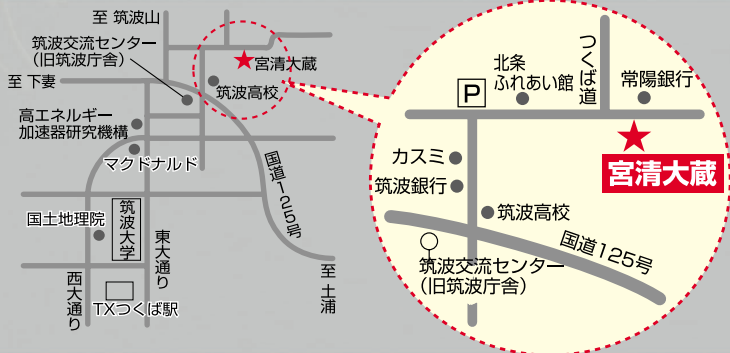 至 筑波山
筑波交流センター
（旧筑波庁舎）
宮清大蔵
至 下妻
筑波高校
高エネルギー
加速器研究機構
マクドナルド
国道125号
国土地理院
筑波大学
東大通り
西大通り
至 土浦
TXつくば駅
つくば道
北条
ふれあい館
常陽銀行
P
カスミ
宮清大蔵
筑波銀行
筑波高校
国道125号
筑波交流センター
（旧筑波庁舎）